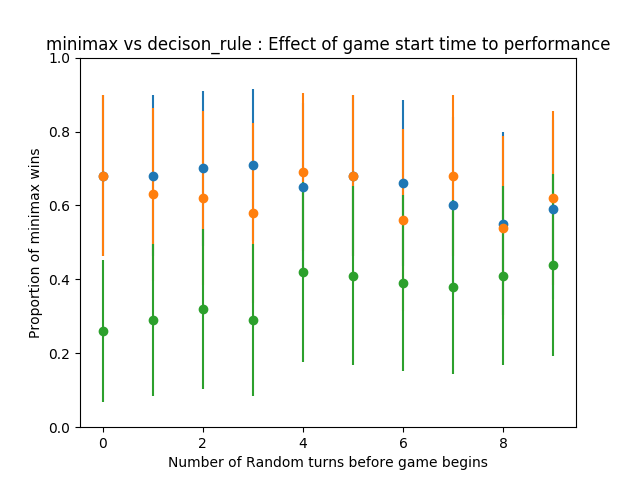 minimax vs decison_rule : Effect of game start time to performance
1.0
0.8
0.6
0.4
0.2
0.0
Proportion of minimax wins
0 2 4 6 8
Number of Random turns before game begins